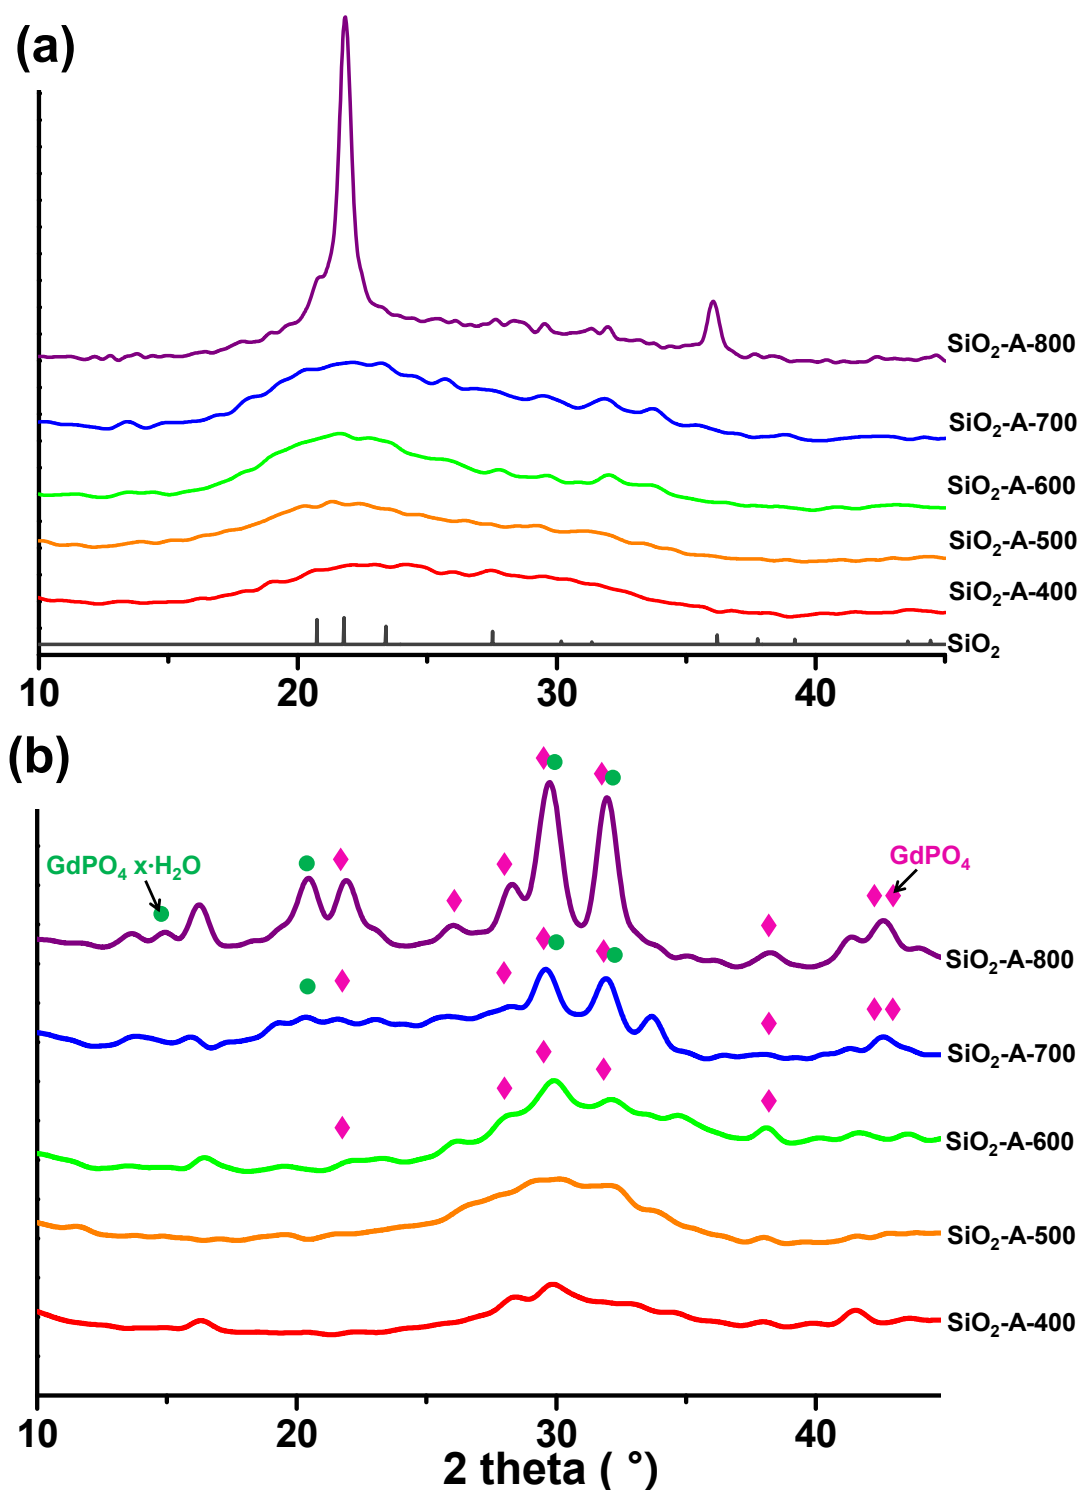 (a)
SiO₂-A-800
SiO₂-A-700
SiO₂-A-600
SiO₂-A-500
SiO₂-A-400
SiO₂
10 20 30 40
(b)
GdPO₄ x·H₂O
GdPO₄
SiO₂-A-800
SiO₂-A-700
SiO₂-A-600
SiO₂-A-500
SiO₂-A-400
10 20 30 40
2 theta ( °)